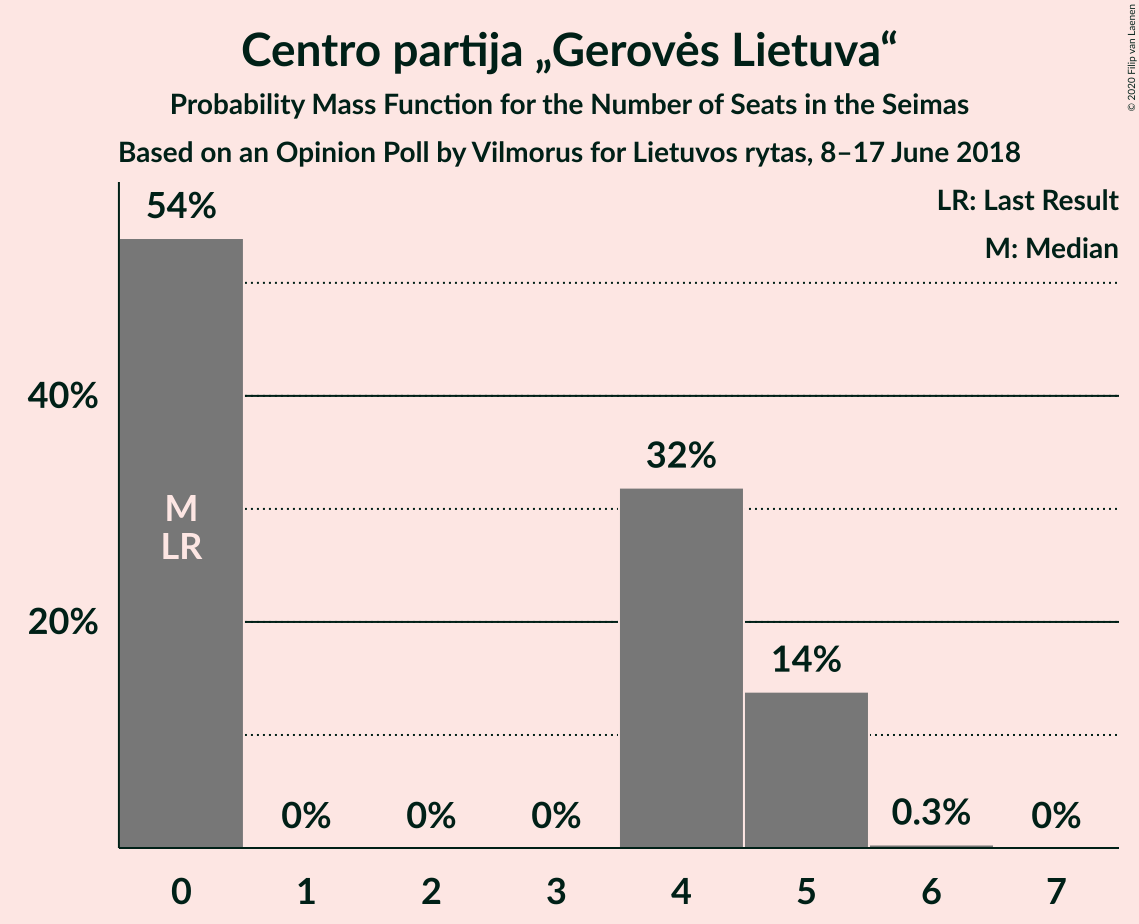 Centro partija „Gerovės Lietuva“
Probability Mass Function for the Number of Seats in the Seimas
Based on an Opinion Poll by Vilmorus for Lietuvos rytas, 8–17 June 2018
© 2020 Filip van Laenen
LR: Last Result
M: Median
54%
40%
32%
M
LR
20%
14%
0%
0%
0%
0.3%
0%
0
1
2
3
4
5
6
7